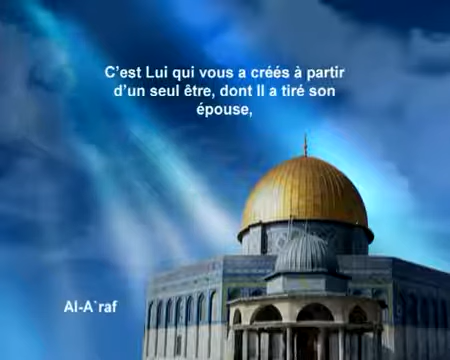 C'est Lui qui vous a créés à partir
d'un seul être, dont Il a tiré son
épouse,
Al-A`raf